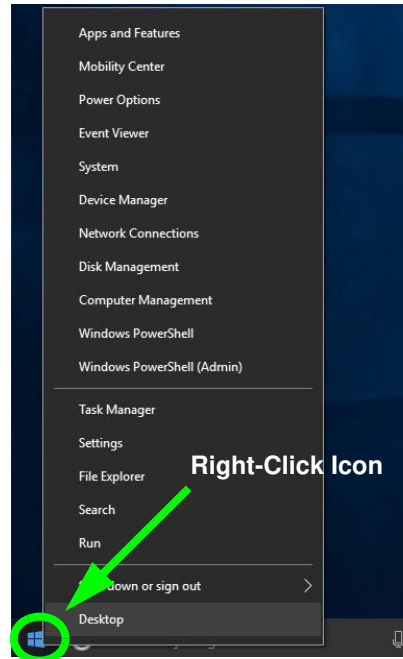 Apps and Features
Mobility Center
Power Options
Event Viewer
System
Device Manager
Network Connections
Disk Management
Computer Management
Windows PowerShell
Windows PowerShell (Admin)
Task Manager
Settings
File Explorer
Right-Click Icon
Search
Run
down or sign out
Desktop